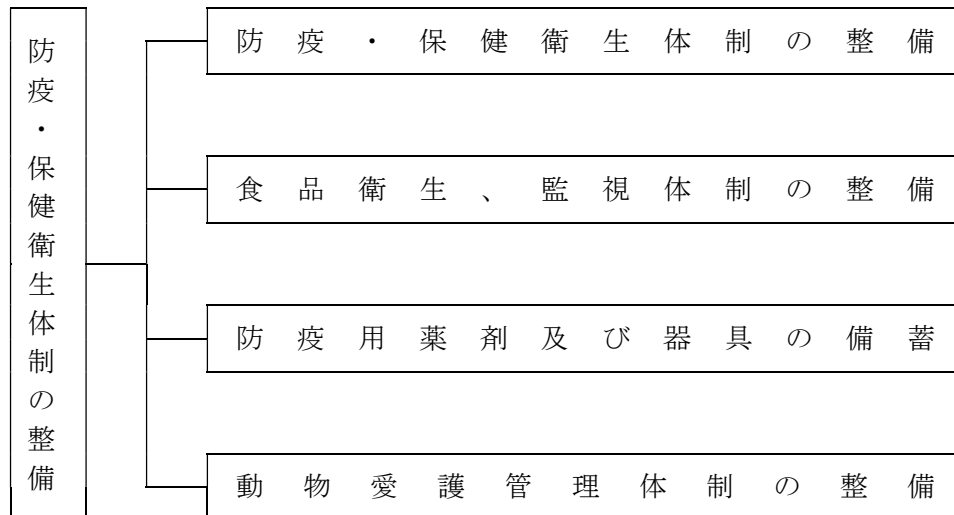 防疫・保健衛生体制の整備
防疫・保健衛生体制の整備
食品衛生、監視体制の整備
防疫用薬剤及び器具の備蓄
動物愛護管理体制の整備